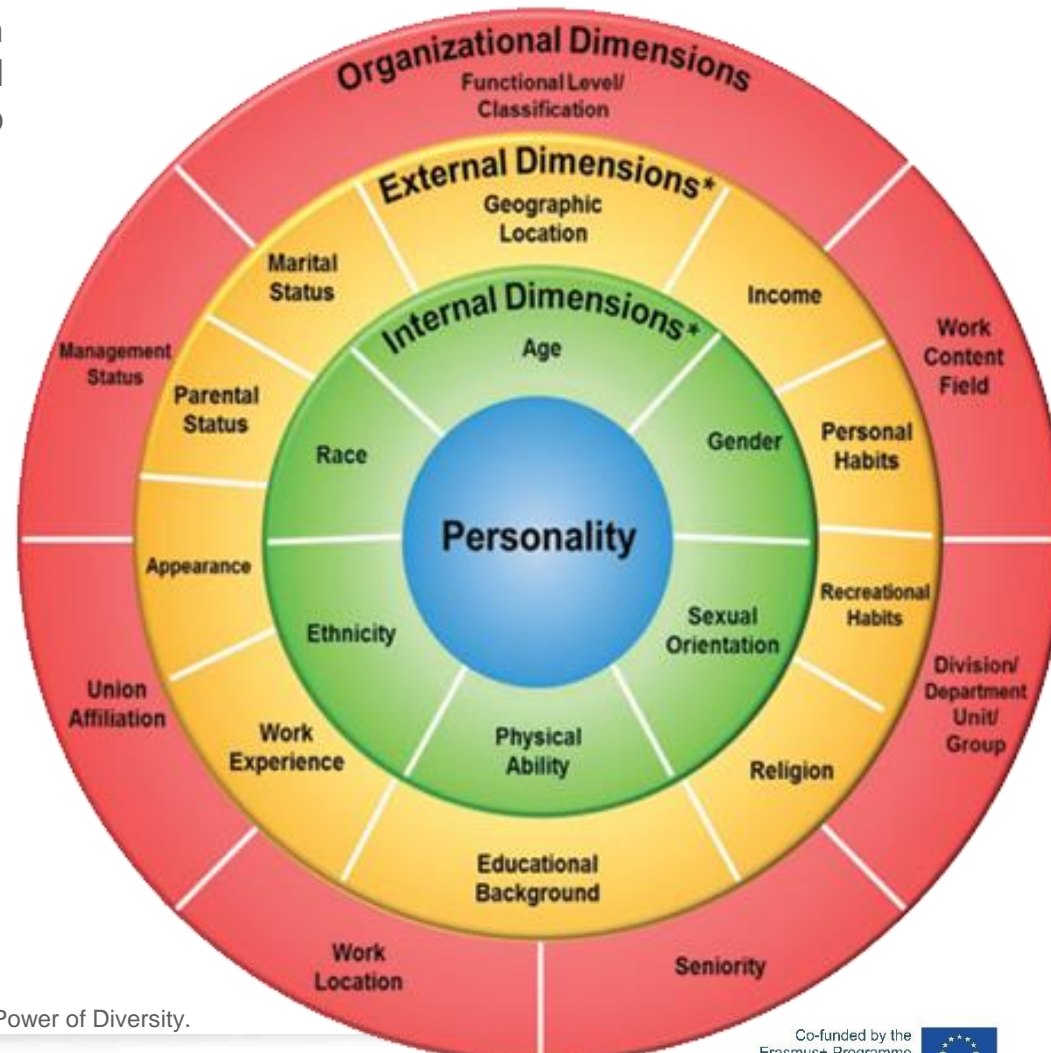 Organizational Dimensions
Functional Level/
Classification
External Dimensions*
Geographic
Location
Internal Dimensions*
Age
Marital
Status
Income
Management
Status
Work
Content
Field
Parental
Status
Race
Gender
Personal
Habits
Personality
Appearance
Ethnicity
Sexual
Orientation
Recreational
Habits
Union
Affiliation
Division/
Department
Unit/
Group
Work
Experience
Physical
Ability
Religion
Educational
Background
Work
Location
Seniority
Power of Diversity.
Co-funded by the
Erasmus+ Programme